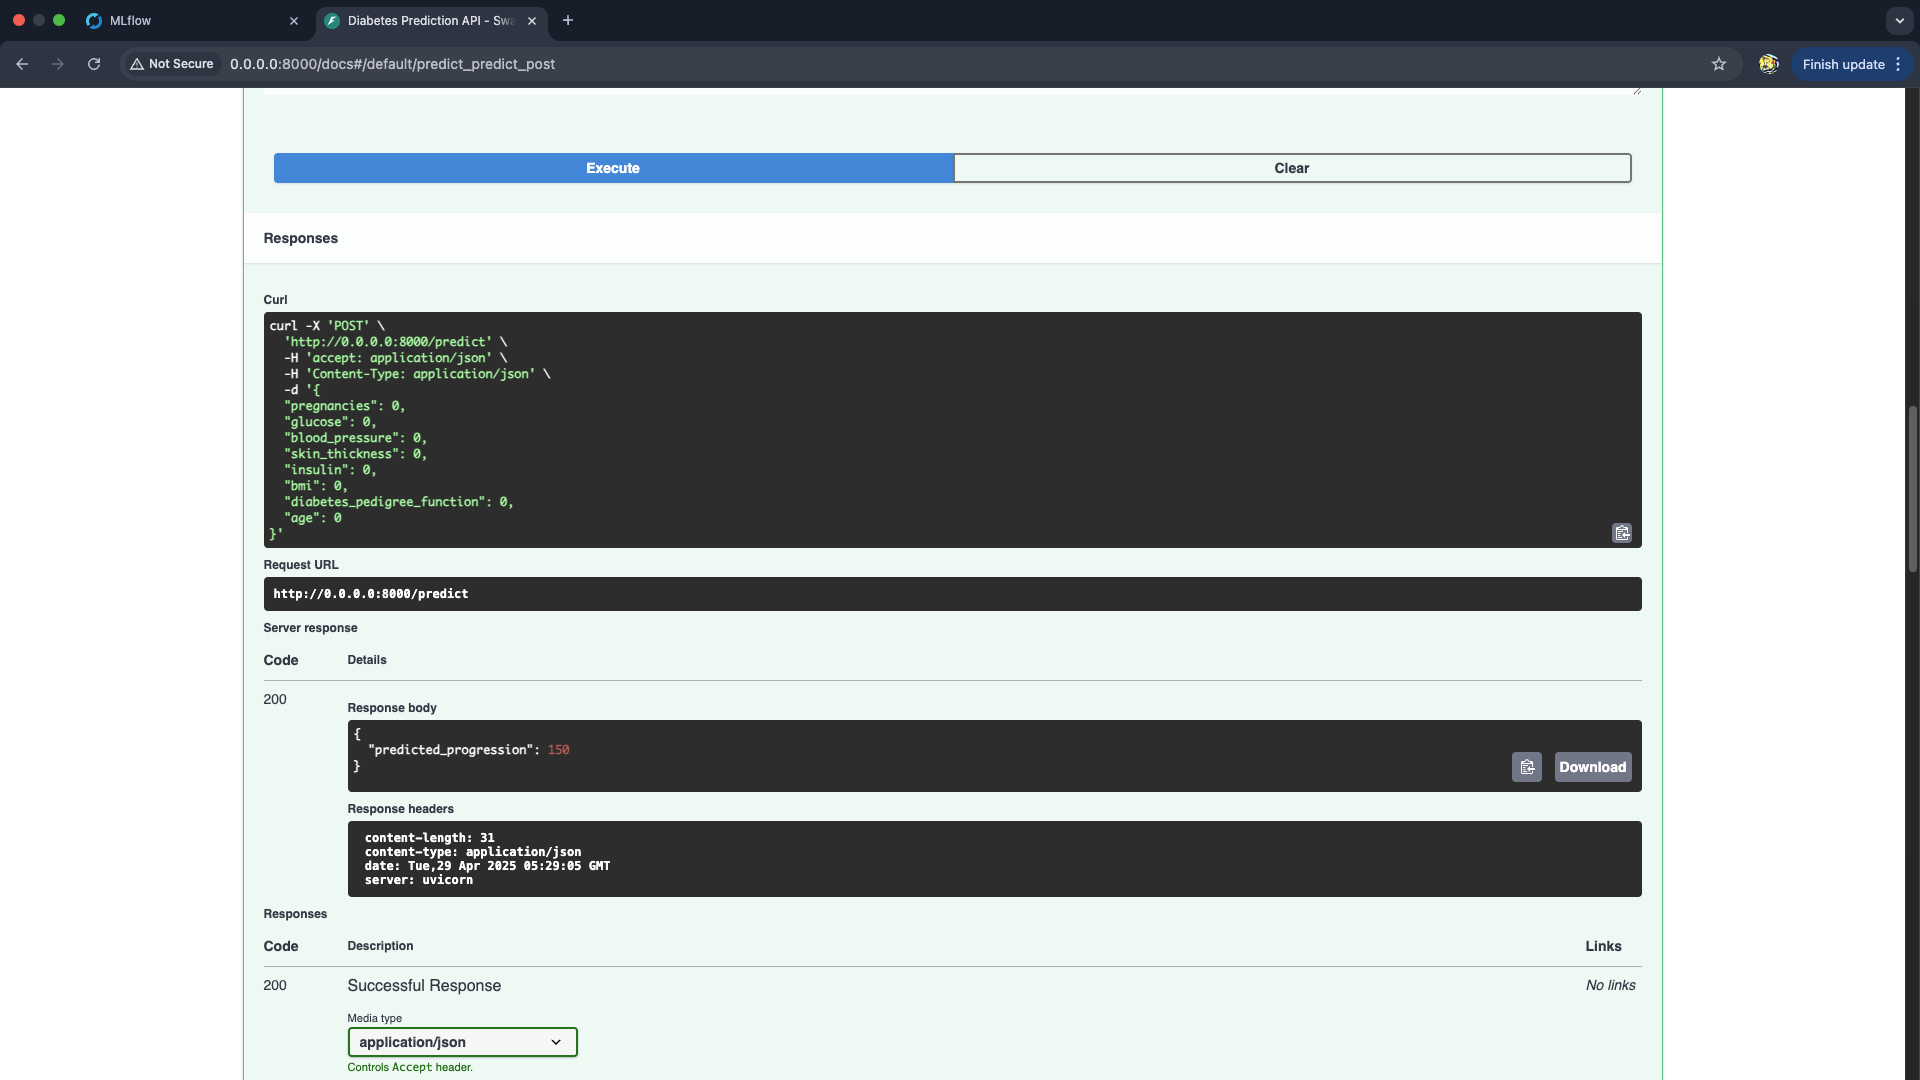 MLflow
Diabetes Prediction API - Swa
Not Secure
0.0.0.0:8000/docs#/default/predict_predict_post
Finish update
Execute
Clear
Responses
Curl
curl -X 'POST' \
'http://0.0.0.0:8000/predict' \
-H 'accept: application/json' \
-H 'Content-Type: application/json' \
-d '{
"pregnancies": 0,
"glucose": 0,
"blood_pressure": 0,
"skin_thickness": 0,
"insulin": 0,
"bmi": 0,
"diabetes_pedigree_function": 0,
"age": 0
}'
Request URL
http://0.0.0.0:8000/predict
Server response
Code Details
200
Response body
{
"predicted_progression": 150
}
Download
Response headers
content-length: 31
content-type: application/json
date: Tue,29 Apr 2025 05:29:05 GMT
server: uvicorn
Responses
Code Description Links
200 Successful Response No links
Media type
application/json
Controls Accept header.